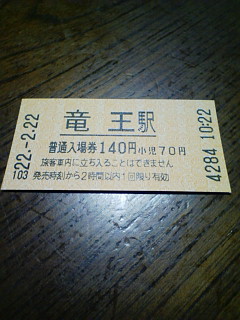 竜王駅
普通入場券140円小児70円
旅客車内に立ち入ることはできません
発売時刻から2時間以内1回限り有効
22.-2.22
103
4284 10:22